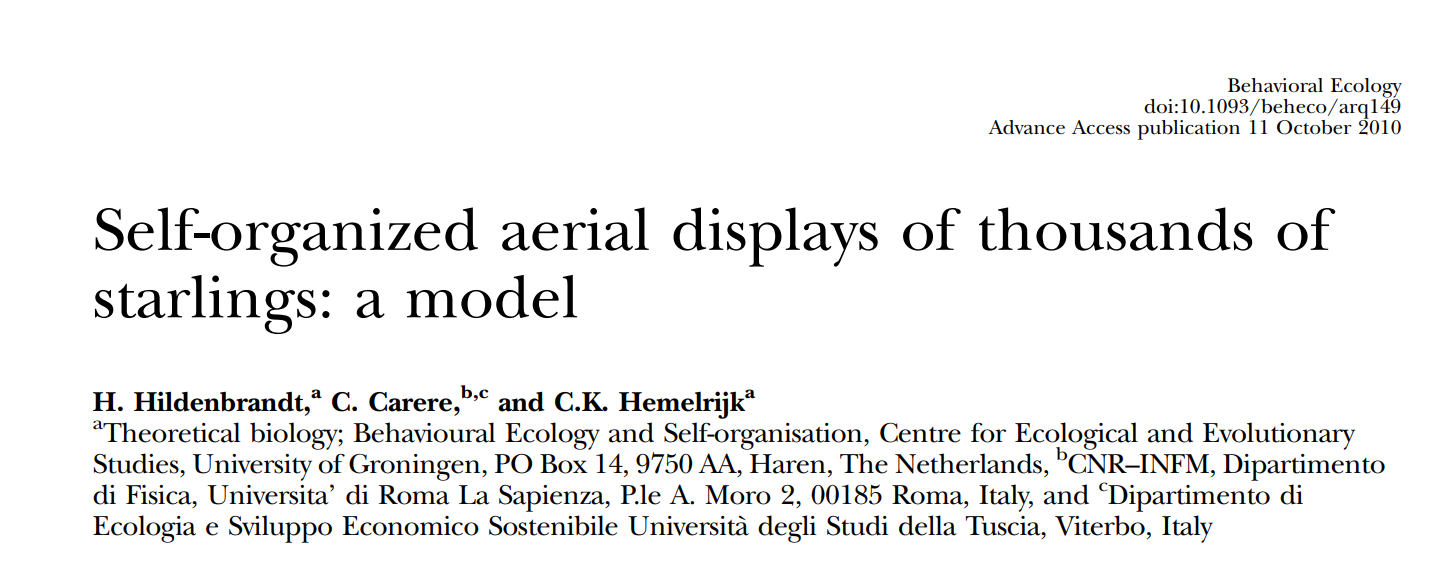 Behavioral Ecology
doi:10.1093/beheco/arq149
Advance Access publication 11 October 2010
Self-organized aerial displays of thousands of
starlings: a model
H. Hildenbrandt,a C. Carere,b,c and C.K. Hemelrijka
aTheoretical biology; Behavioural Ecology and Self-organisation, Centre for Ecological and Evolutionary
Studies, University of Groningen, PO Box 14, 9750 AA, Haren, The Netherlands, bCNR–INFM, Dipartimento
di Fisica, Universita’ di Roma La Sapienza, P.le A. Moro 2, 00185 Roma, Italy, and cDipartimento di
Ecologia e Sviluppo Economico Sostenibile Università degli Studi della Tuscia, Viterbo, Italy